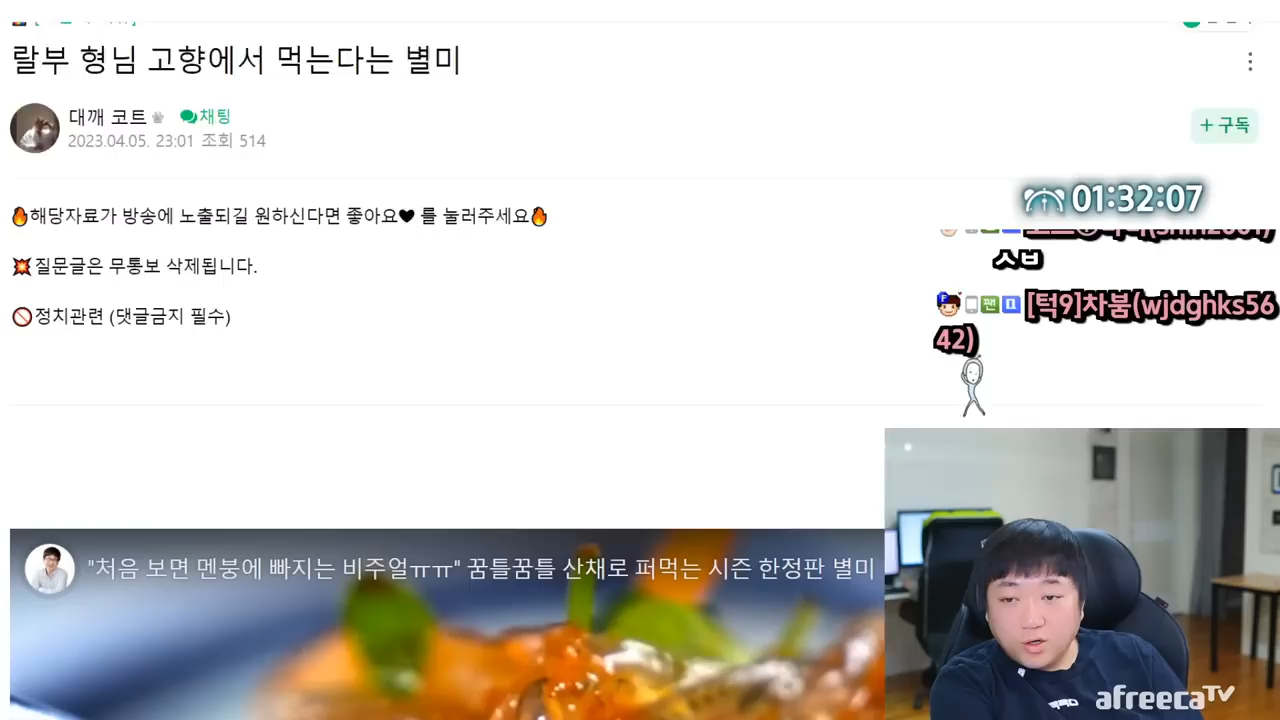 랄부 형님 고향에서 먹는다는 별미
대깨 코트 채팅
2023.04.05. 23:01 조회 514
+ 구독
🔥해당자료가 방송에 노출되길 원하신다면 좋아요🖤 를 눌러주세요🔥
01:32:07
ㅅㅂ
💥질문글은 무통보 삭제됩니다.
[턱9]차붐(wjdghks56
42)
🚫정치관련 (댓글금지 필수)
"처음 보면 멘붕에 빠지는 비주얼ㅠㅠ" 꿈틀꿈틀 산채로 퍼먹는 시즌 한정판 별미
afreecaTV